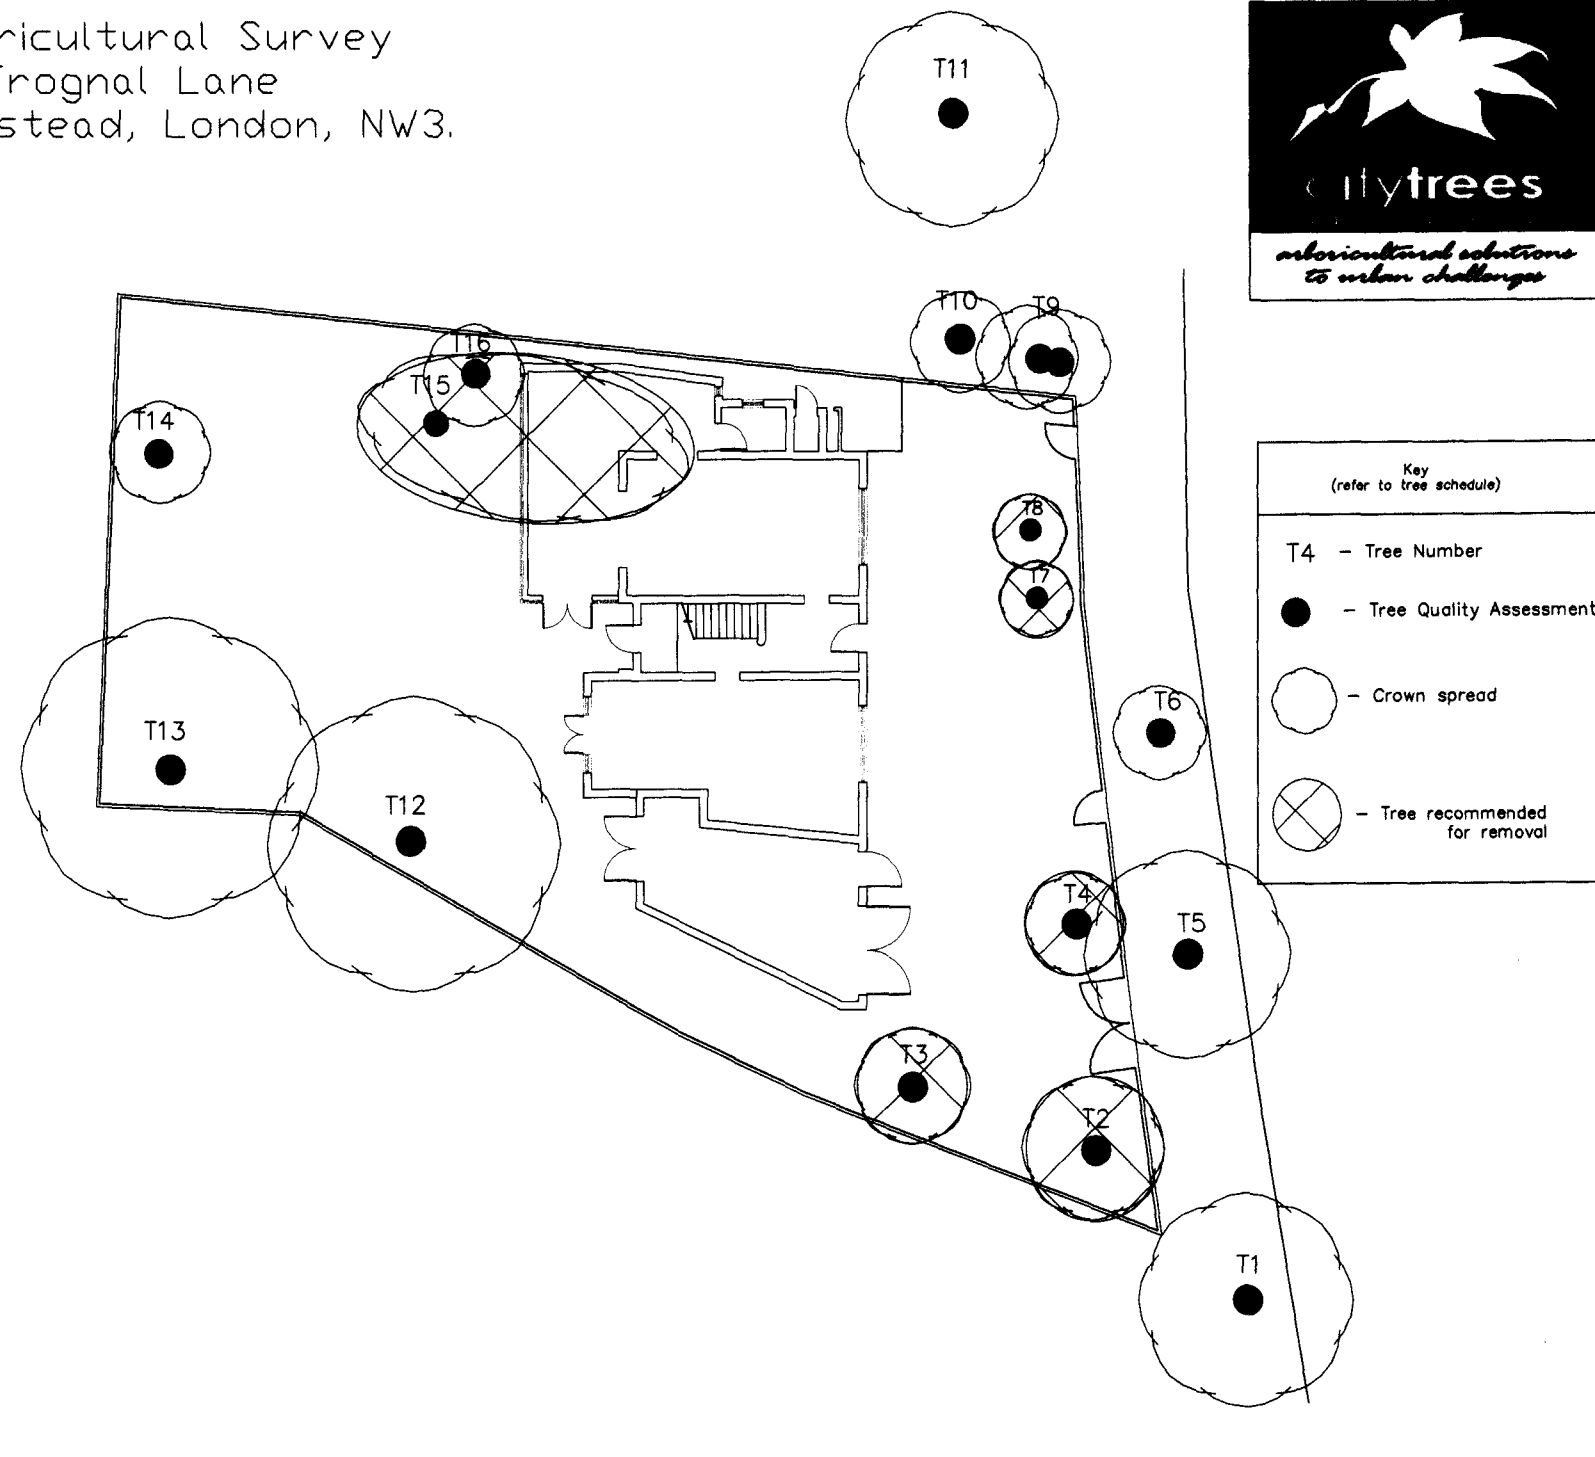 ricultural Survey
Frognal Lane
stead, London, NW3.
T11
citytrees
arboricultural solutions
to urban challenges
T10
T9
T16
T15
T14
Key
(refer to tree schedule)
T8
T4 - Tree Number
T7
- Tree Quality Assessment
T6
- Crown spread
T13
T12
- Tree recommended
for removal
T4
T5
T3
T2
T1